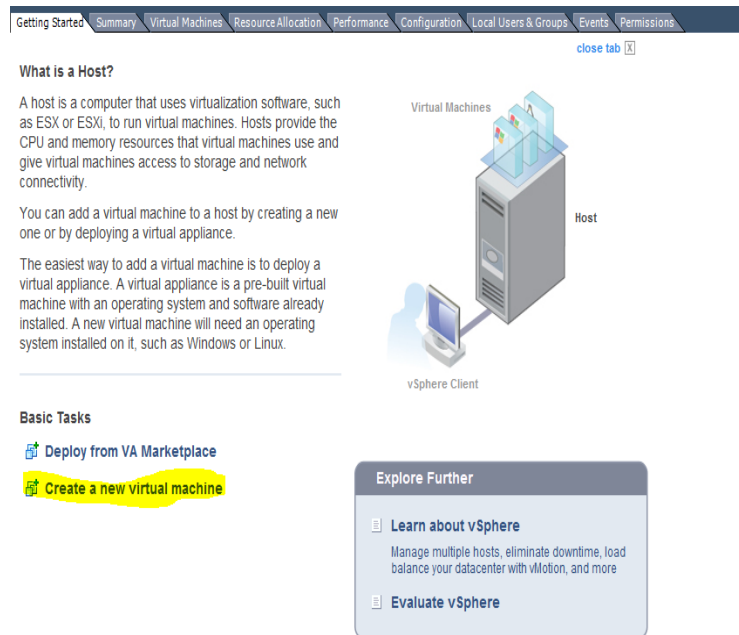 Getting Started Summary Virtual Machines Resource Allocation Performance Configuration Local Users & Groups Events Permissions
close tab X
What is a Host?
A host is a computer that uses virtualization software, such
as ESX or ESXi, to run virtual machines. Hosts provide the
CPU and memory resources that virtual machines use and
give virtual machines access to storage and network
connectivity.
You can add a virtual machine to a host by creating a new
one or by deploying a virtual appliance.
The easiest way to add a virtual machine is to deploy a
virtual appliance. A virtual appliance is a pre-built virtual
machine with an operating system and software already
installed. A new virtual machine will need an operating
system installed on it, such as Windows or Linux.
Virtual Machines
Host
vSphere Client
Basic Tasks
Deploy from VA Marketplace
Create a new virtual machine
Explore Further
Learn about vSphere
Manage multiple hosts, eliminate downtime, load
balance your datacenter with vMotion, and more
Evaluate vSphere